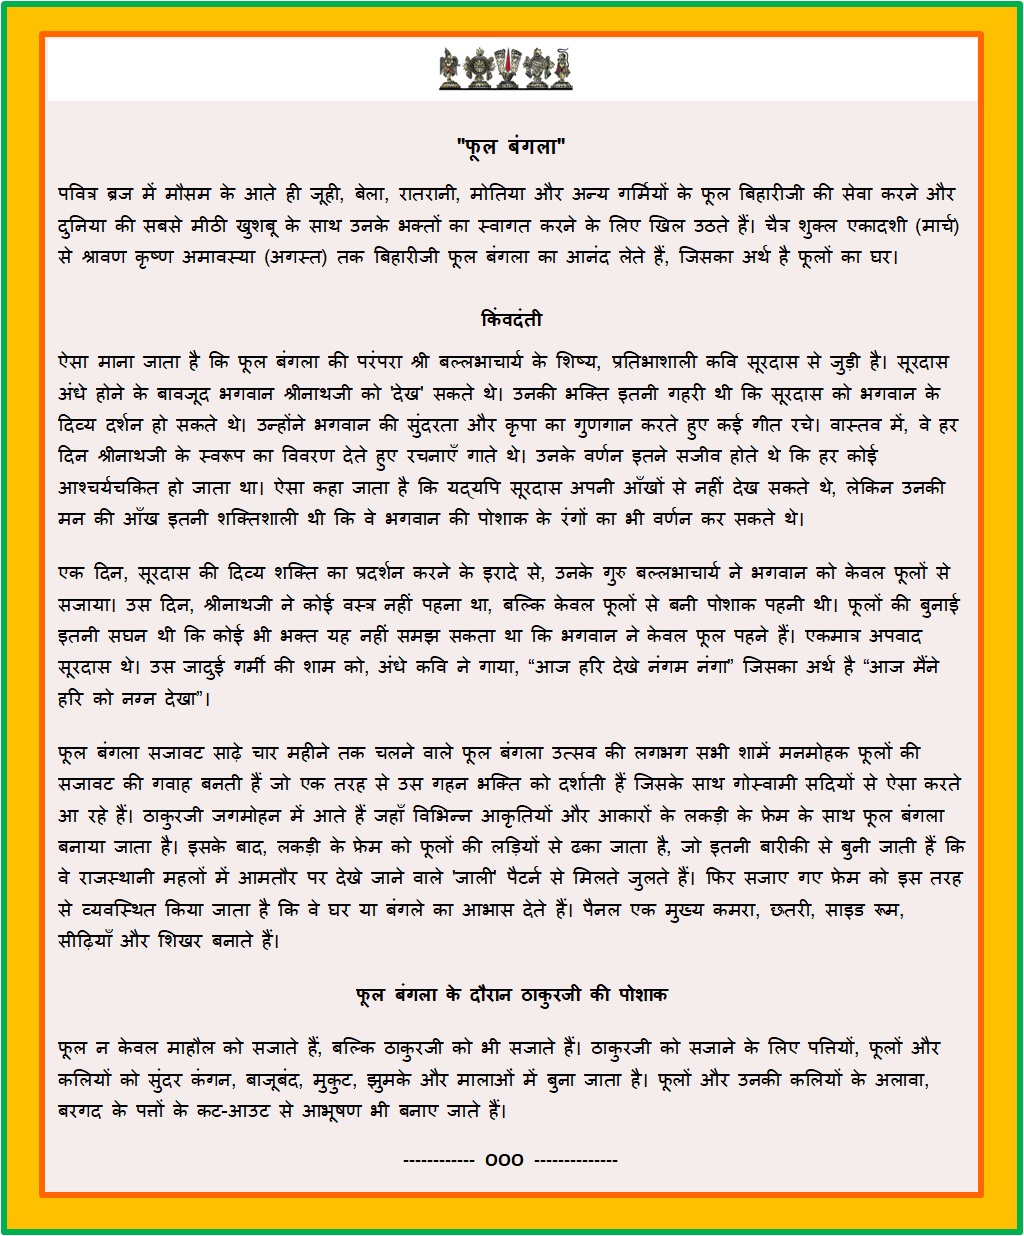 "फूल बंगला"
पवित्र ब्रज में मौसम के आते ही जूही, बेला, रातरानी, मोतिया और अन्य गर्मियों के फूल बिहारीजी की सेवा करने और
दुनिया की सबसे मीठी खुशबू के साथ उनके भक्तों का स्वागत करने के लिए खिल उठते हैं। चैत्र शुक्ल एकादशी (मार्च)
से श्रावण कृष्ण अमावस्या (अगस्त) तक बिहारीजी फूल बंगला का आनंद लेते हैं, जिसका अर्थ है फूलों का घर।
किंवदंती
ऐसा माना जाता है कि फूल बंगला की परंपरा श्री बल्लभाचार्य के शिष्य, प्रतिभाशाली कवि सूरदास से जुड़ी है। सूरदास
अंधे होने के बावजूद भगवान श्रीनाथजी को 'देख' सकते थे। उनकी भक्ति इतनी गहरी थी कि सूरदास को भगवान के
दिव्य दर्शन हो सकते थे। उन्होंने भगवान की सुंदरता और कृपा का गुणगान करते हुए कई गीत रचे। वास्तव में, वे हर
दिन श्रीनाथजी के स्वरूप का विवरण देते हुए रचनाएँ गाते थे। उनके वर्णन इतने सजीव होते थे कि हर कोई
आश्चर्यचकित हो जाता था। ऐसा कहा जाता है कि यद्यपि सूरदास अपनी आँखों से नहीं देख सकते थे, लेकिन उनकी
मन की आँख इतनी शक्तिशाली थी कि वे भगवान की पोशाक के रंगों का भी वर्णन कर सकते थे।
एक दिन, सूरदास की दिव्य शक्ति का प्रदर्शन करने के इरादे से, उनके गुरु बल्लभाचार्य ने भगवान को केवल फूलों से
सजाया। उस दिन, श्रीनाथजी ने कोई वस्त्र नहीं पहना था, बल्कि केवल फूलों से बनी पोशाक पहनी थी। फूलों की बुनाई
इतनी सघन थी कि कोई भी भक्त यह नहीं समझ सकता था कि भगवान ने केवल फूल पहने हैं। एकमात्र अपवाद
सूरदास थे। उस जादुई गर्मी की शाम को, अंधे कवि ने गाया, “आज हरि देखे नंगम नंगा” जिसका अर्थ है “आज मैंने
हरि को नग्न देखा”।
फूल बंगला सजावट साढ़े चार महीने तक चलने वाले फूल बंगला उत्सव की लगभग सभी शामें मनमोहक फूलों की
सजावट की गवाह बनती हैं जो एक तरह से उस गहन भक्ति को दर्शाती हैं जिसके साथ गोस्वामी सदियों से ऐसा करते
आ रहे हैं। ठाकुरजी जगमोहन में आते हैं जहाँ विभिन्न आकृतियों और आकारों के लकड़ी के फ्रेम के साथ फूल बंगला
बनाया जाता है। इसके बाद, लकड़ी के फ्रेम को फूलों की लड़ियों से ढका जाता है, जो इतनी बारीकी से बुनी जाती हैं कि
वे राजस्थानी महलों में आमतौर पर देखे जाने वाले 'जाली' पैटर्न से मिलते जुलते हैं। फिर सजाए गए फ्रेम को इस तरह
से व्यवस्थित किया जाता है कि वे घर या बंगले का आभास देते हैं। पैनल एक मुख्य कमरा, छतरी, साइड रूम,
सीढ़ियाँ और शिखर बनाते हैं।
फूल बंगला के दौरान ठाकुरजी की पोशाक
फूल न केवल माहौल को सजाते हैं, बल्कि ठाकुरजी को भी सजाते हैं। ठाकुरजी को सजाने के लिए पत्तियों, फूलों और
कलियों को सुंदर कंगन, बाजूबंद, मुकुट, झुमके और मालाओं में बुना जाता है। फूलों और उनकी कलियों के अलावा,
बरगद के पत्तों के कट-आउट से आभूषण भी बनाए जाते हैं।
------------ OOO --------------